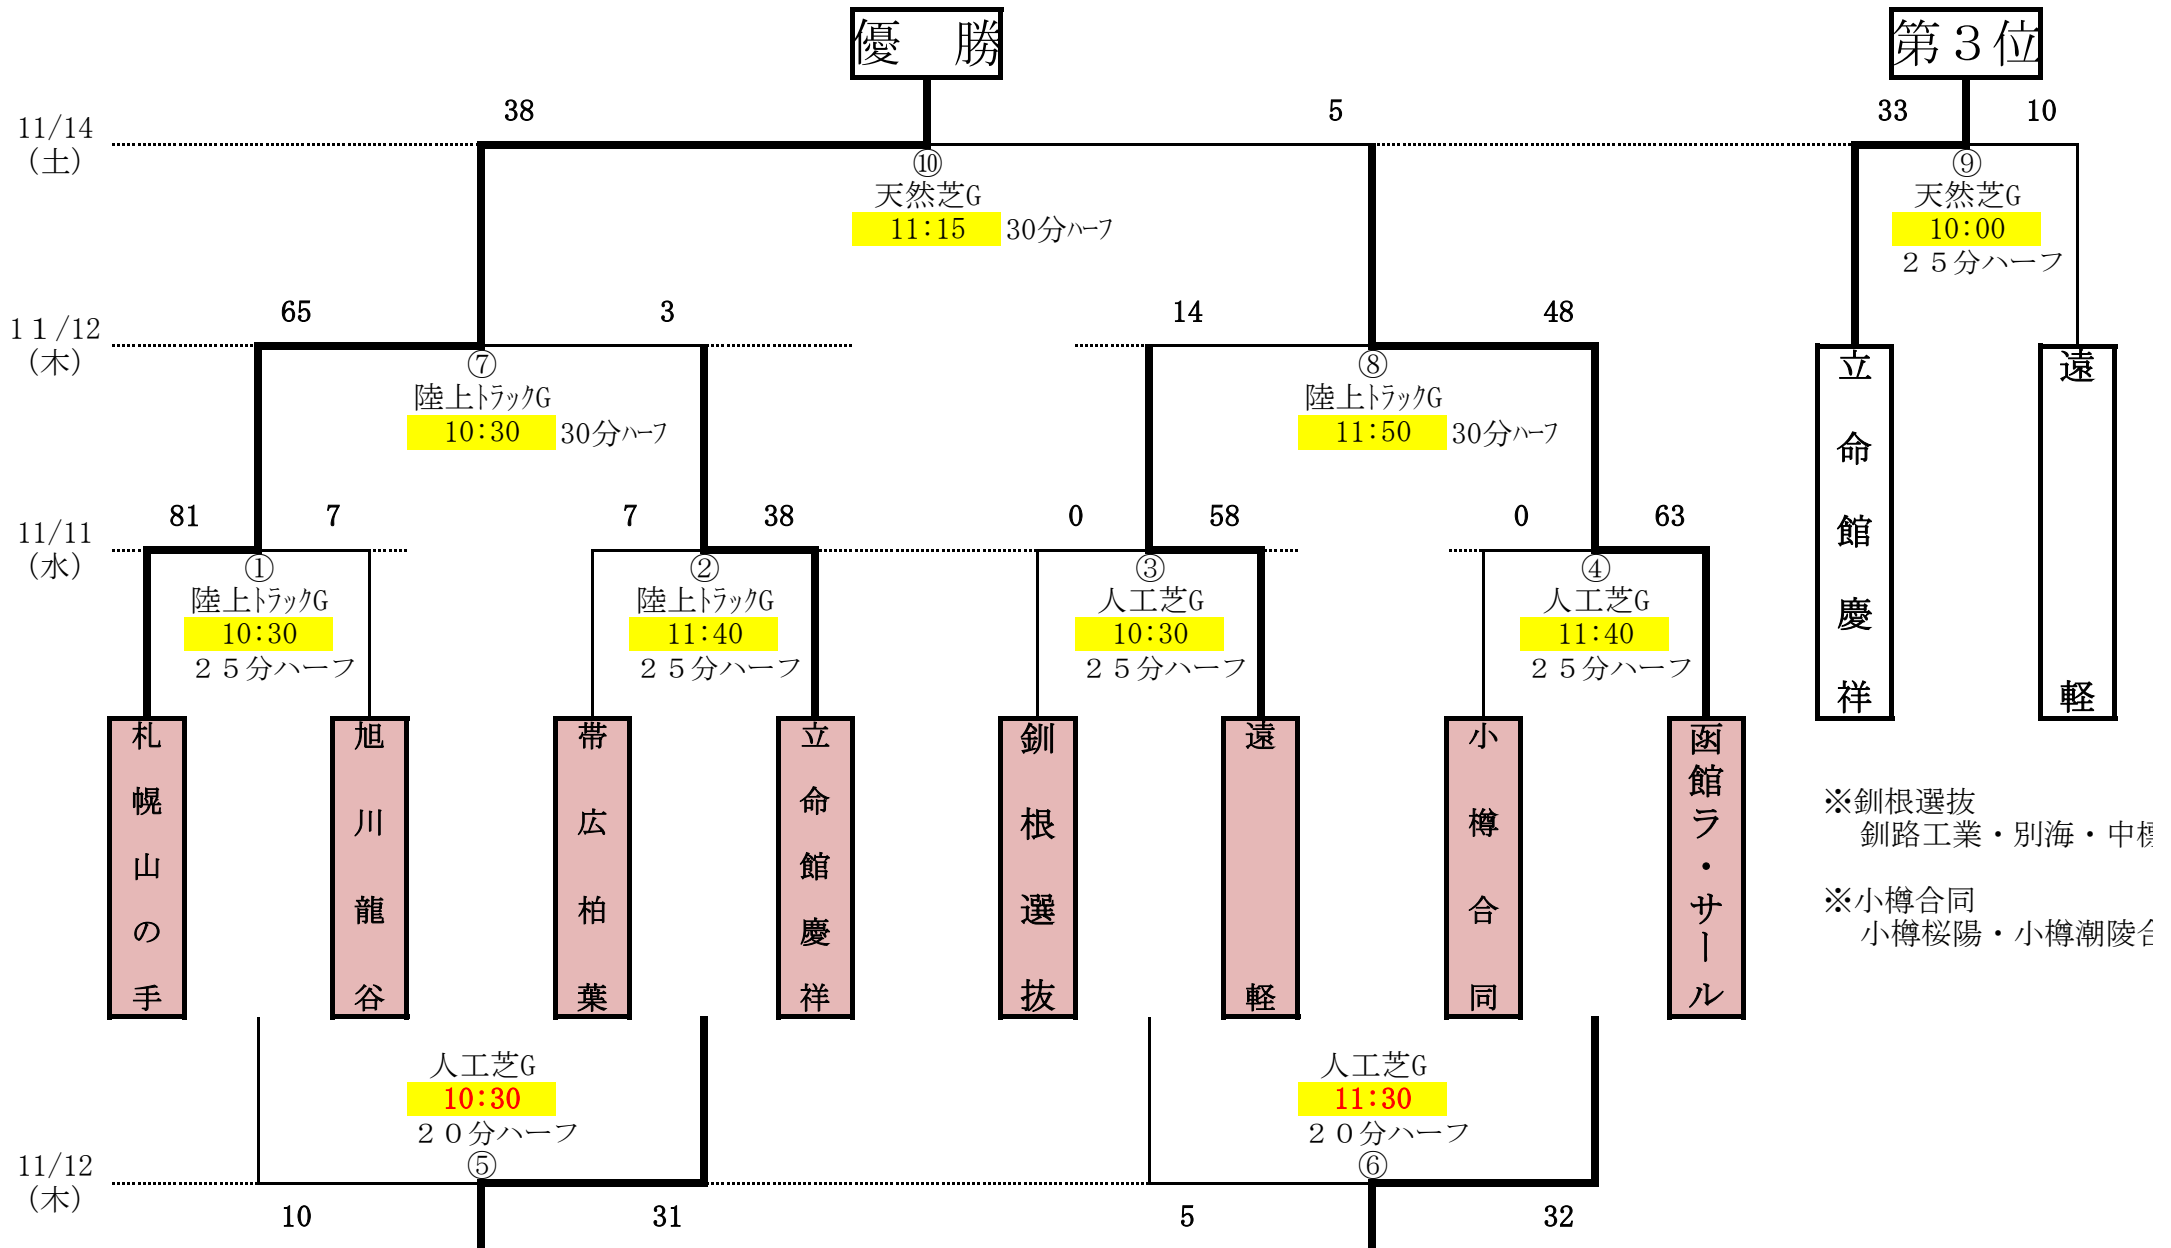 優　勝
第３位
38
5
33
10
11/14
(土)
⑩
天然芝G
11:15 30分ﾊｰﾌ
⑨
天然芝G
10:00
２５分ハーフ
65
3
14
48
１１/12
(木)
⑦
陸上ﾄﾗｯｸG
10:30 30分ﾊｰﾌ
⑧
陸上ﾄﾗｯｸG
11:50 30分ﾊｰﾌ
立命館慶祥
遠軽
81
7
7
38
0
58
0
63
11/11
(水)
①
陸上ﾄﾗｯｸG
10:30
２５分ハーフ
②
陸上ﾄﾗｯｸG
11:40
２５分ハーフ
③
人工芝G
10:30
２５分ハーフ
④
人工芝G
11:40
２５分ハーフ
札幌山の手
旭川龍谷
帯広柏葉
立命館慶祥
釧根選抜
遠軽
小樽合同
函館ラ・サール
※釧根選抜
釧路工業・別海・中標
※小樽合同
小樽桜陽・小樽潮陵合
人工芝G
10:30
２０分ハーフ
⑤
人工芝G
11:30
２０分ハーフ
⑥
11/12
(木)
10
31
5
32